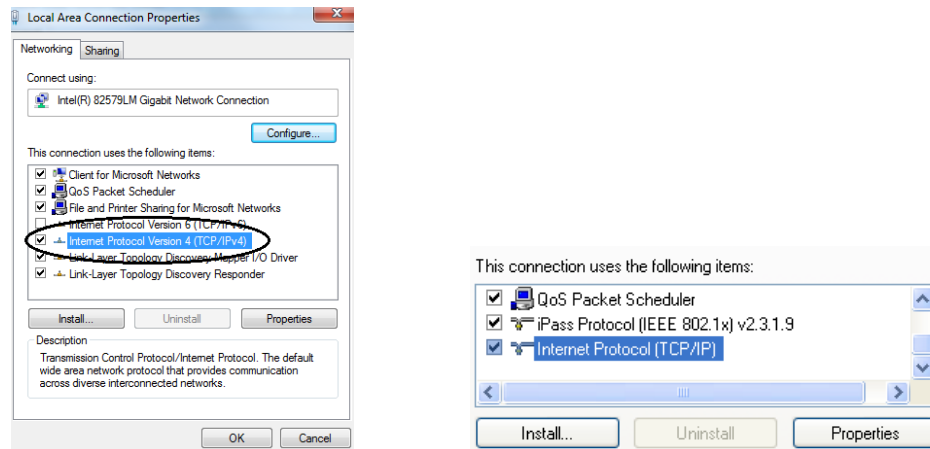 Local Area Connection Properties
Networking
Sharing
Connect using:
Intel(R) 82579LM Gigabit Network Connection
Configure...
This connection uses the following items:
Client for Microsoft Networks
QoS Packet Scheduler
File and Printer Sharing for Microsoft Networks
Internet Protocol Version 6 (TCP/IPv6)
Internet Protocol Version 4 (TCP/IPv4)
Link-Layer Topology Discovery Mapper I/O Driver
Link-Layer Topology Discovery Responder
Install...
Uninstall
Properties
Description
Transmission Control Protocol/Internet Protocol. The default
wide area network protocol that provides communication
across diverse interconnected networks.
OK
Cancel
This connection uses the following items:
QoS Packet Scheduler
iPass Protocol (IEEE 802.1x) v2.3.1.9
Internet Protocol (TCP/IP)
Install...
Uninstall
Properties